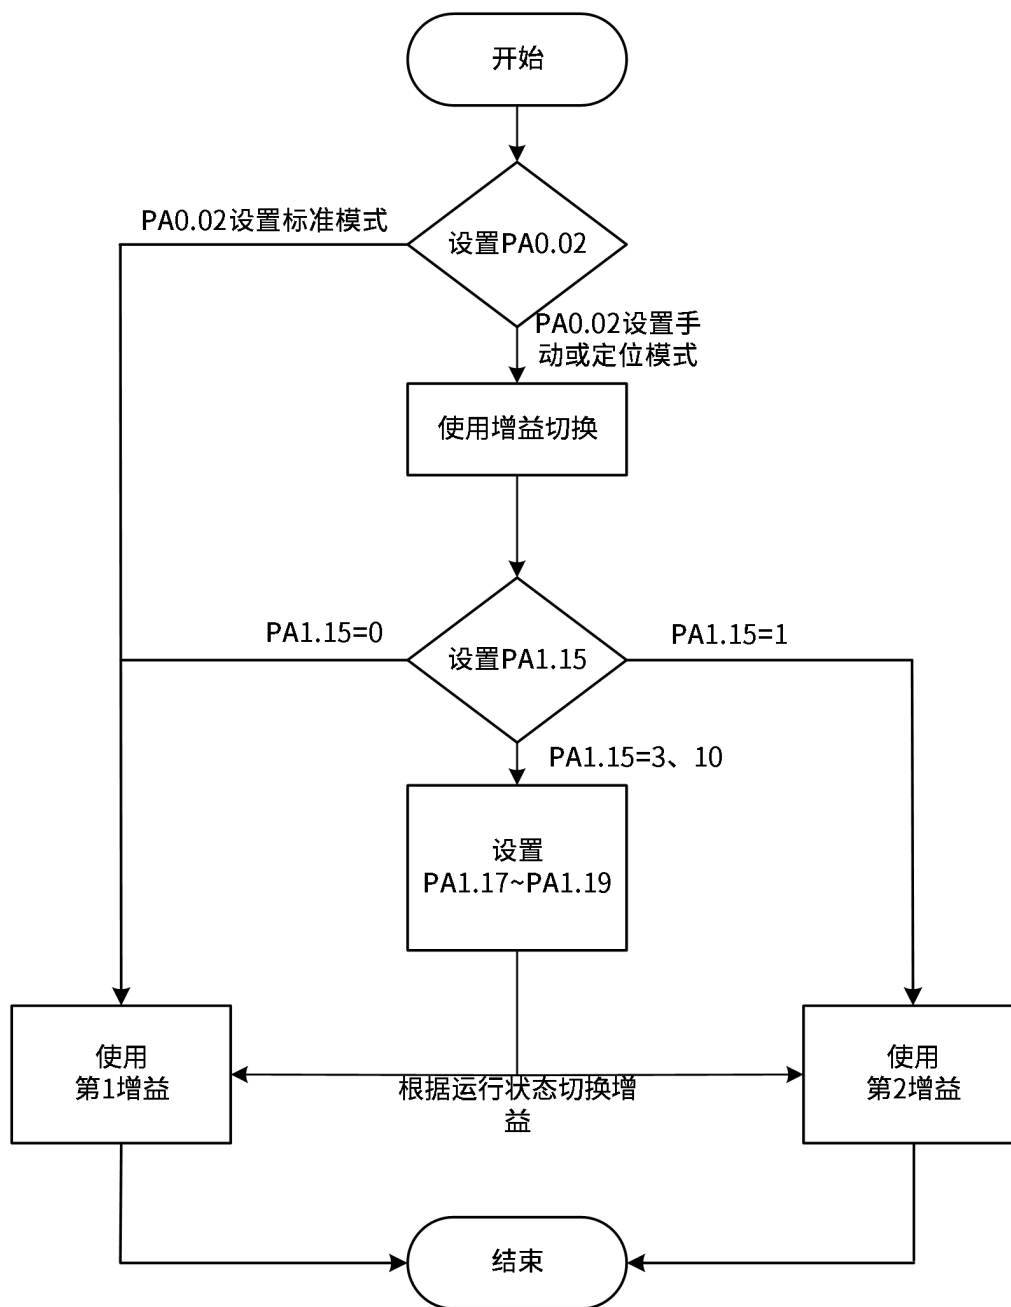 开始
PA0.02设置标准模式
设置PA0.02
PA0.02设置手
动或定位模式
使用增益切换
PA1.15=0
设置PA1.15
PA1.15=1
PA1.15=3、10
设置
PA1.17~PA1.19
使用
第1增益
根据运行状态切换增
益
使用
第2增益
结束